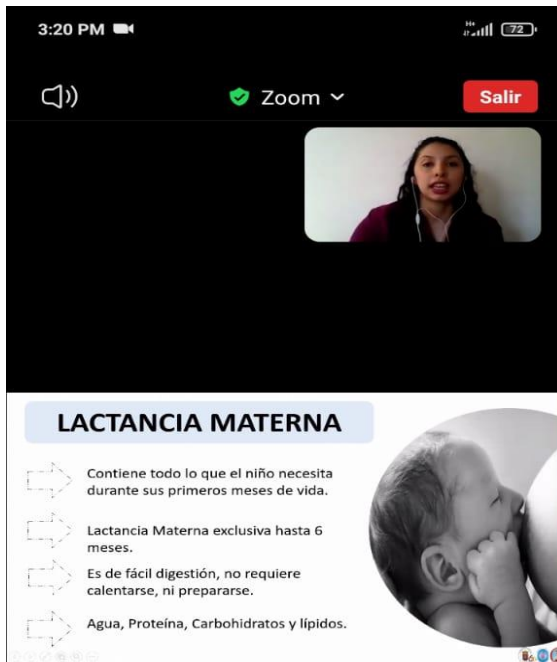 3:20 PM
72
Zoom
Salir
LACTANCIA MATERNA
Contiene todo lo que el niño necesita
durante sus primeros meses de vida.
Lactancia Materna exclusiva hasta 6
meses.
Es de fácil digestión, no requiere
calentarse, ni prepararse.
Agua, Proteína, Carbohidratos y lípidos.